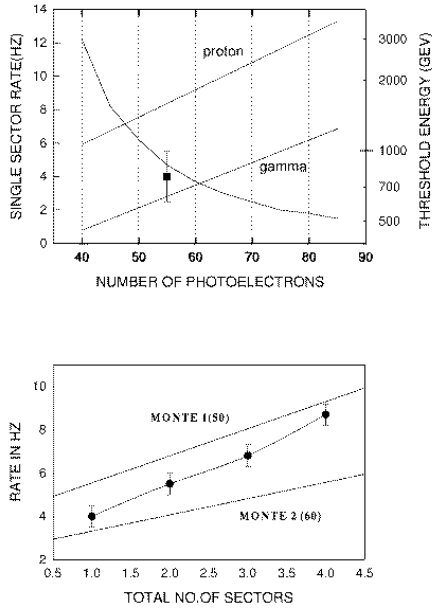 SINGLE SECTOR RATE(HZ)
14
12
10
8
6
4
2
0
proton
gamma
3000
2000
1000
700
500
THRESHOLD ENERGY (GEV)
40 50 60 70 80 90
NUMBER OF PHOTOELECTRONS
RATE IN HZ
10
8
6
4
2
MONTE 1(50)
MONTE 2 (60)
0.5 1.0 1.5 2.0 2.5 3.0 3.5 4.0 4.5
TOTAL NO.OF SECTORS